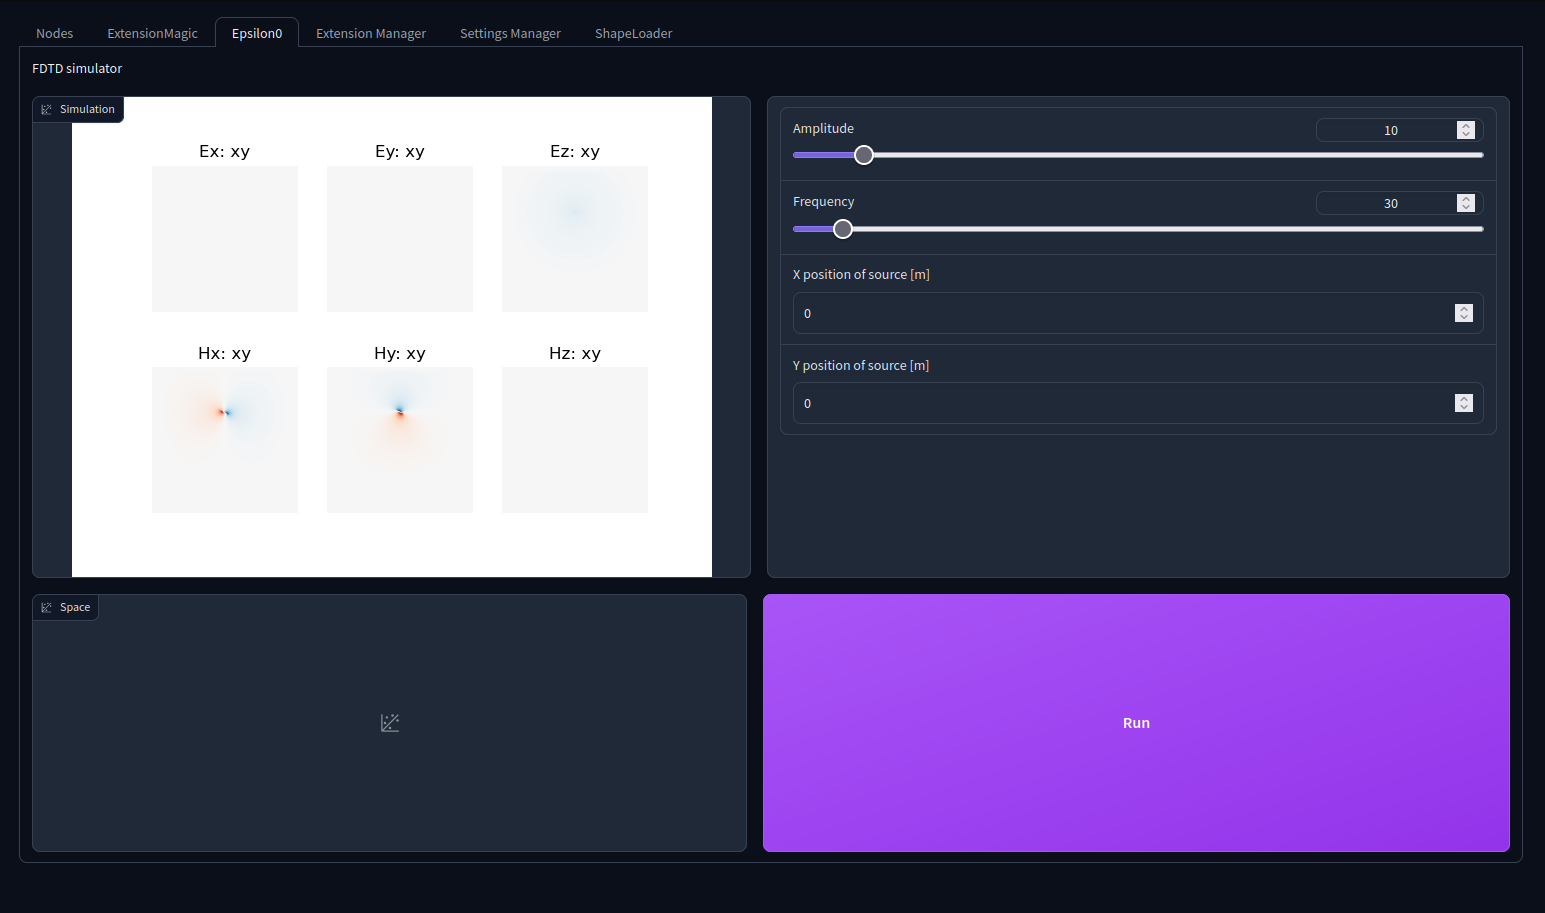 Nodes ExtensionMagic Epsilon0 Extension Manager Settings Manager ShapeLoader
FDTD simulator
Simulation
Ex: xy Ey: xy Ez: xy
Hx: xy Hy: xy Hz: xy
Amplitude 10
Frequency 30
X position of source [m]
0
Y position of source [m]
0
Space
Run